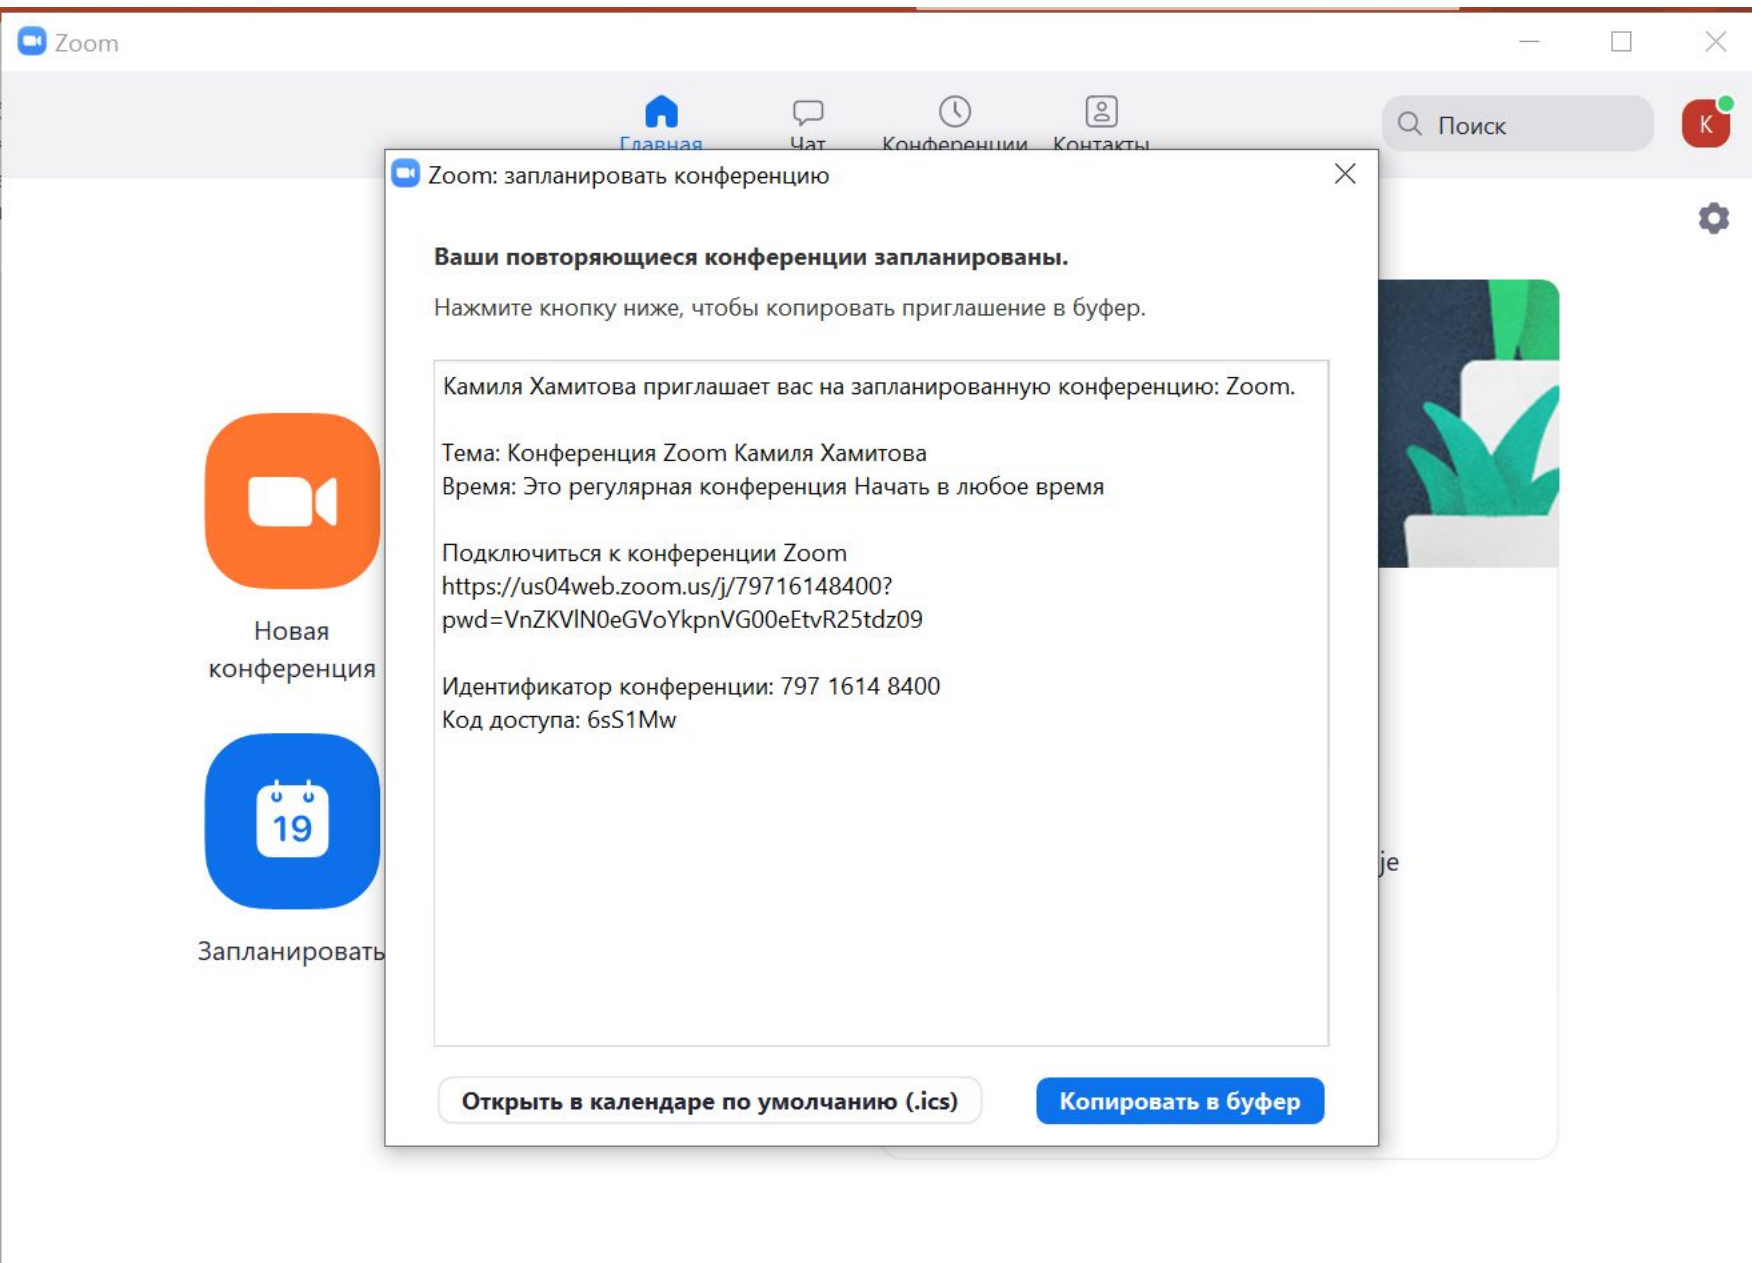 Zoom
Главная
Чат
Конференции
Контакты
Поиск
К
Zoom: запланировать конференцию
Ваши повторяющиеся конференции запланированы.
Нажмите кнопку ниже, чтобы копировать приглашение в буфер.
Камиля Хамитова приглашает вас на запланированную конференцию: Zoom.
Тема: Конференция Zoom Камиля Хамитова
Время: Это регулярная конференция Начать в любое время
Подключиться к конференции Zoom
https://us04web.zoom.us/j/79716148400?
pwd=VnZKVlN0eGVoYkpnVG00eEtvR25tdz09
Идентификатор конференции: 797 1614 8400
Код доступа: 6sS1Mw
Новая
конференция
19
Запланировать
je
Открыть в календаре по умолчанию (.ics)
Копировать в буфер